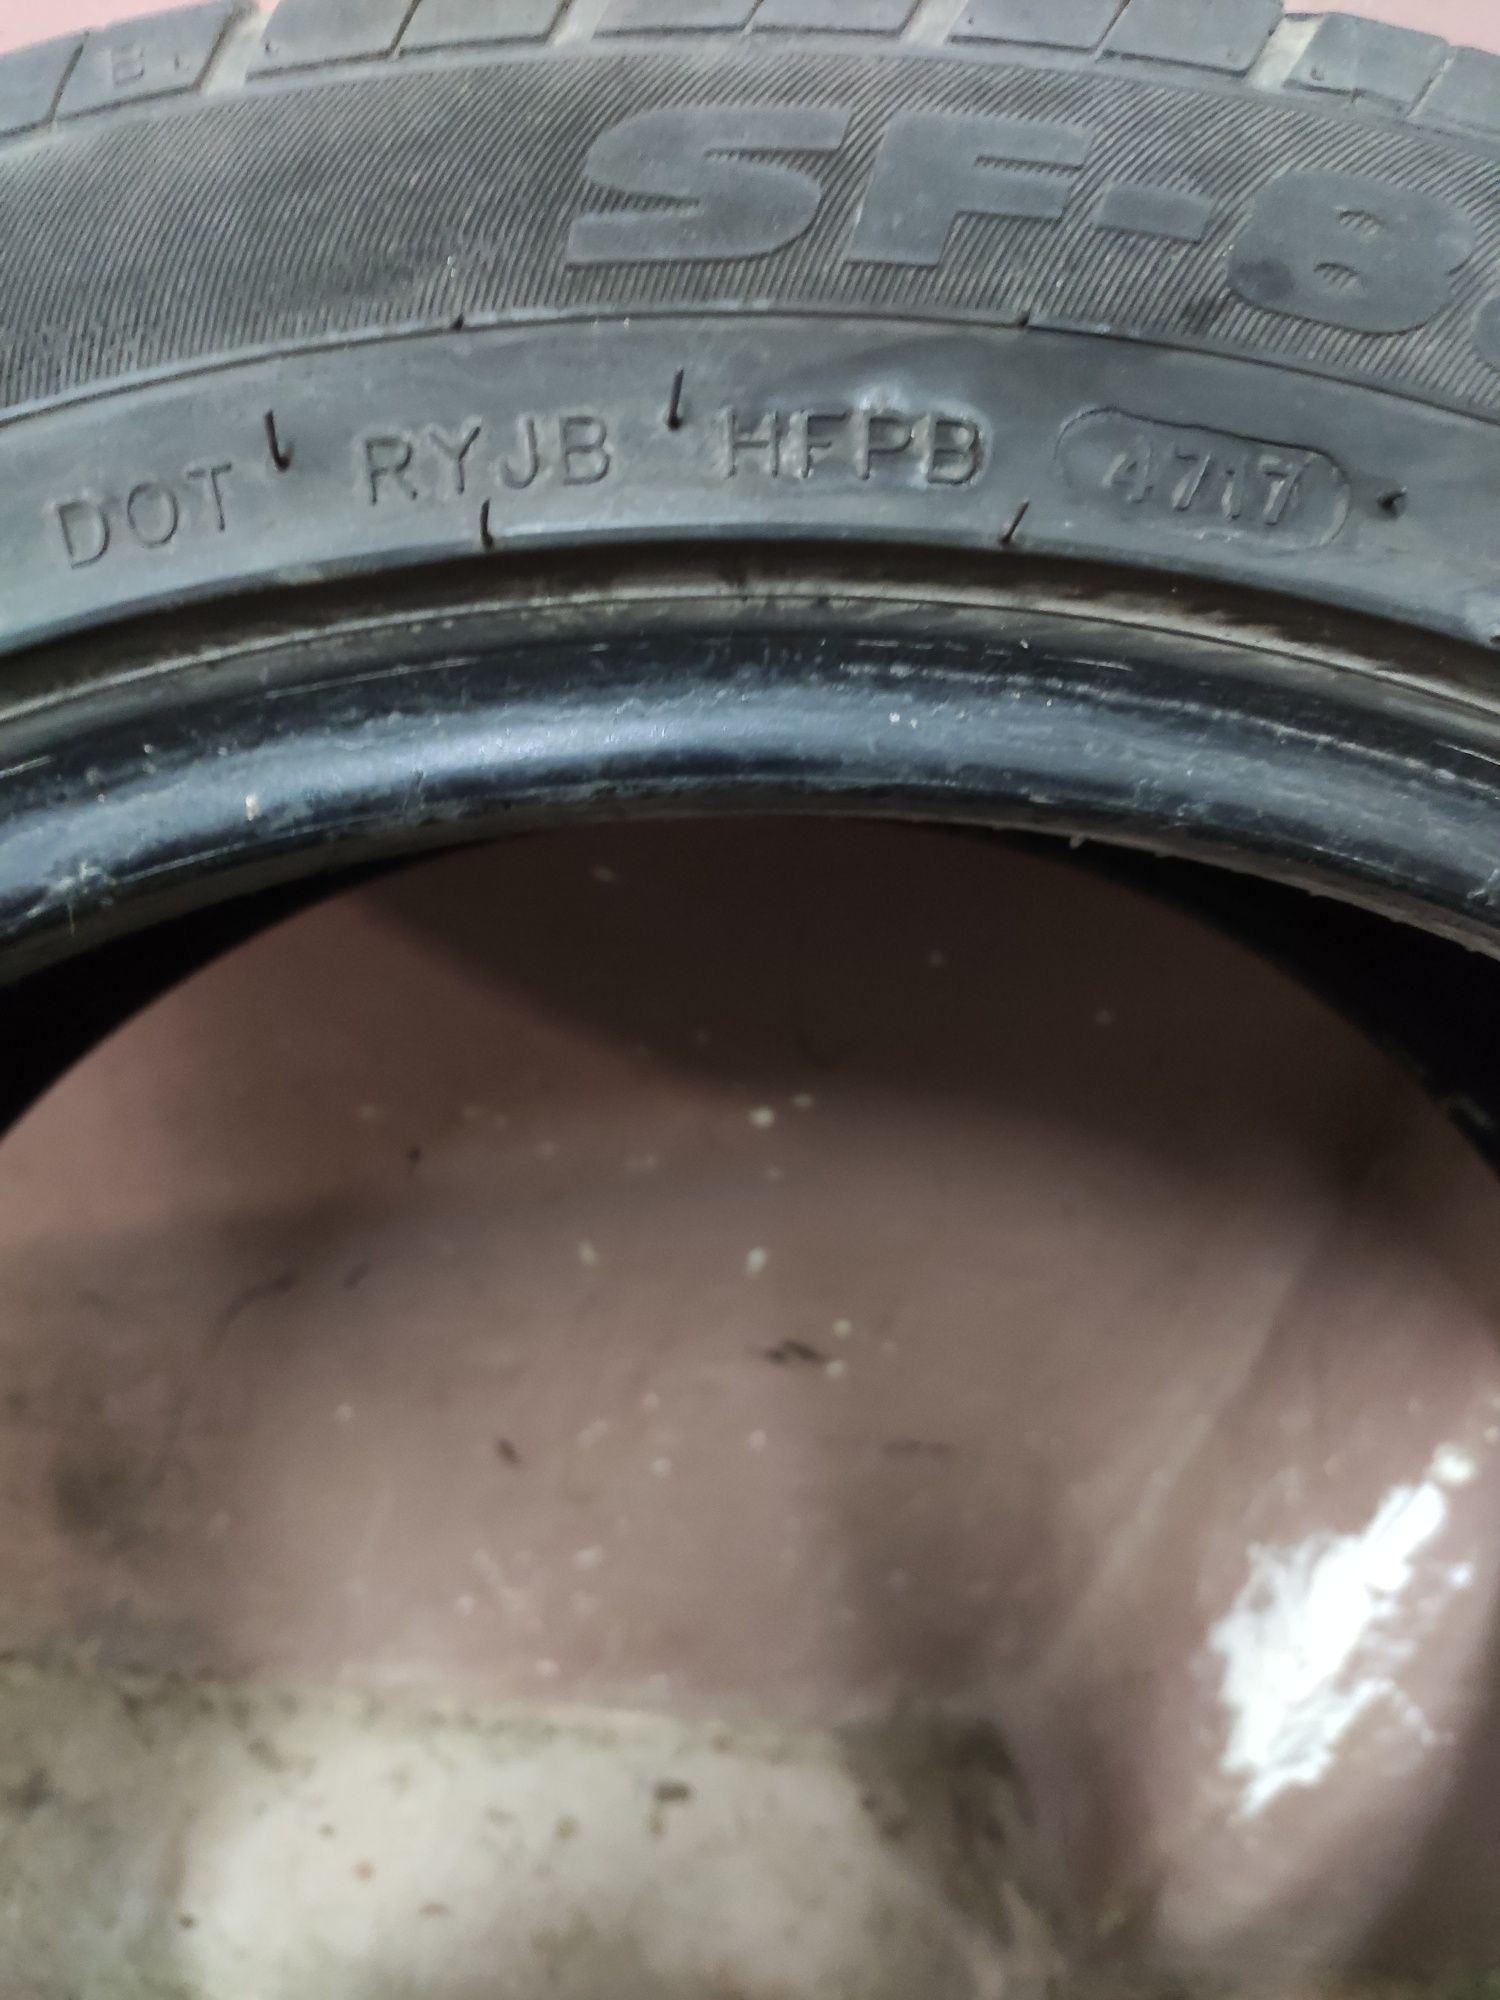 SF-8
DOT RYJB HFPB 4717